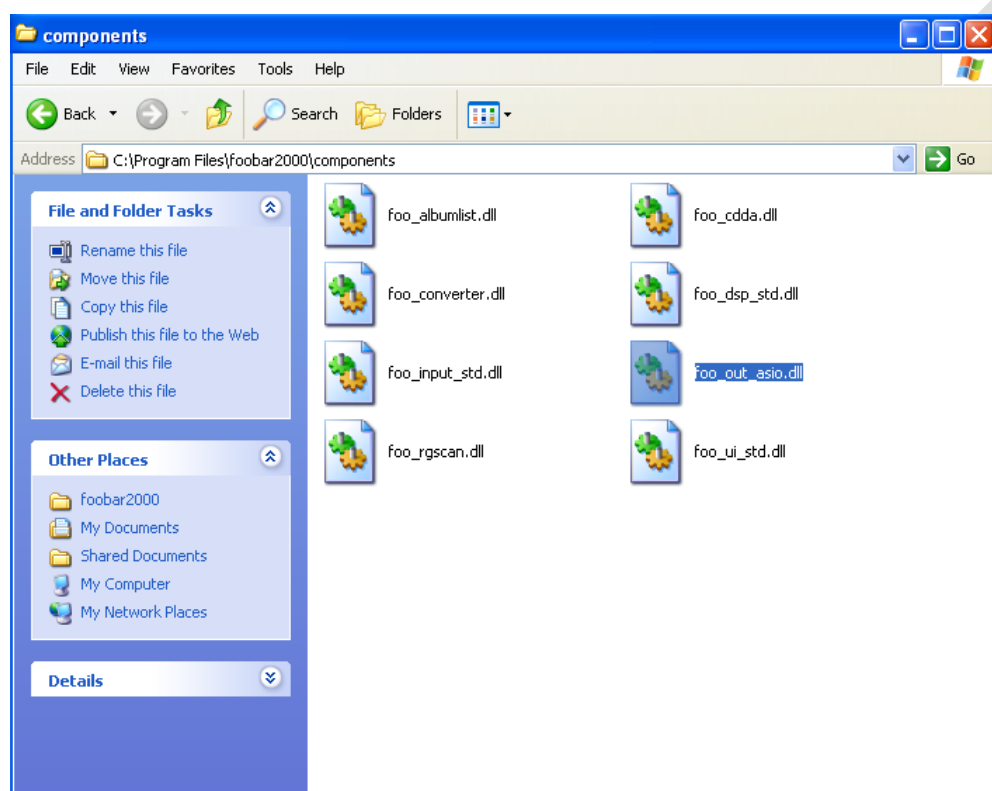 components
File Edit View Favorites Tools Help
Back Search Folders
Address C:\Program Files\foobar2000\components Go
File and Folder Tasks
Rename this file
Move this file
Copy this file
Publish this file to the Web
E-mail this file
Delete this file
Other Places
foobar2000
My Documents
Shared Documents
My Computer
My Network Places
Details
foo_albumlist.dll foo_cdda.dll
foo_converter.dll foo_dsp_std.dll
foo_input_std.dll foo_out_asio.dll
foo_rgscan.dll foo_ui_std.dll